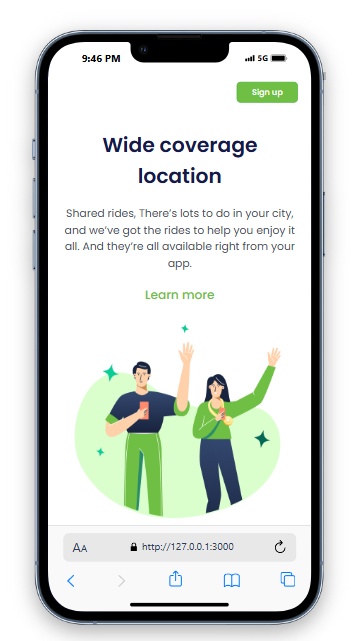 9:46 PM 5G
Sign up
Wide coverage
location
Shared rides, There's lots to do in your city,
and we've got the rides to help you enjoy it
all. And they're all available right from your
app.
Learn more
AA http://127.0.0.1:3000